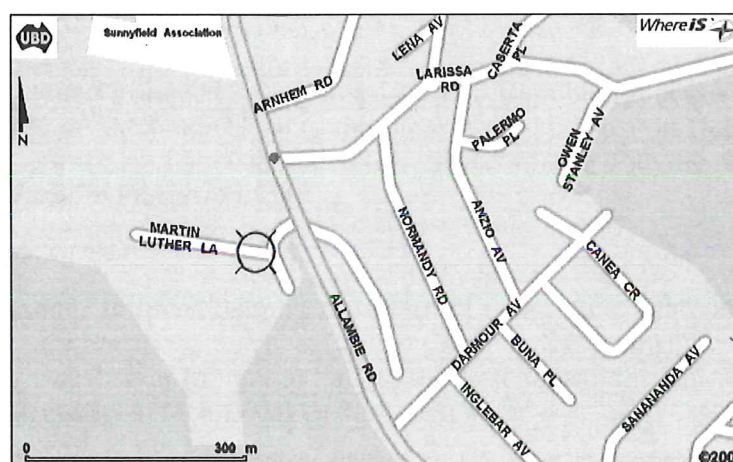 UBD
Sunnyfield Association
Where iS
LENA AV
CASERTA
PL
LARISSA
RD
ARNHEM RD
PALERMO
PL
OWEN
STANLEY AV
N
MARTIN
LUTHER LA
NORMANDY RD
ANZIO AV
CANEA CR
ALLAMBIE RD
DARMOUR AV
BUNA PL
INGLEBAR AV
SANANANDA AV
0 300 m
©200